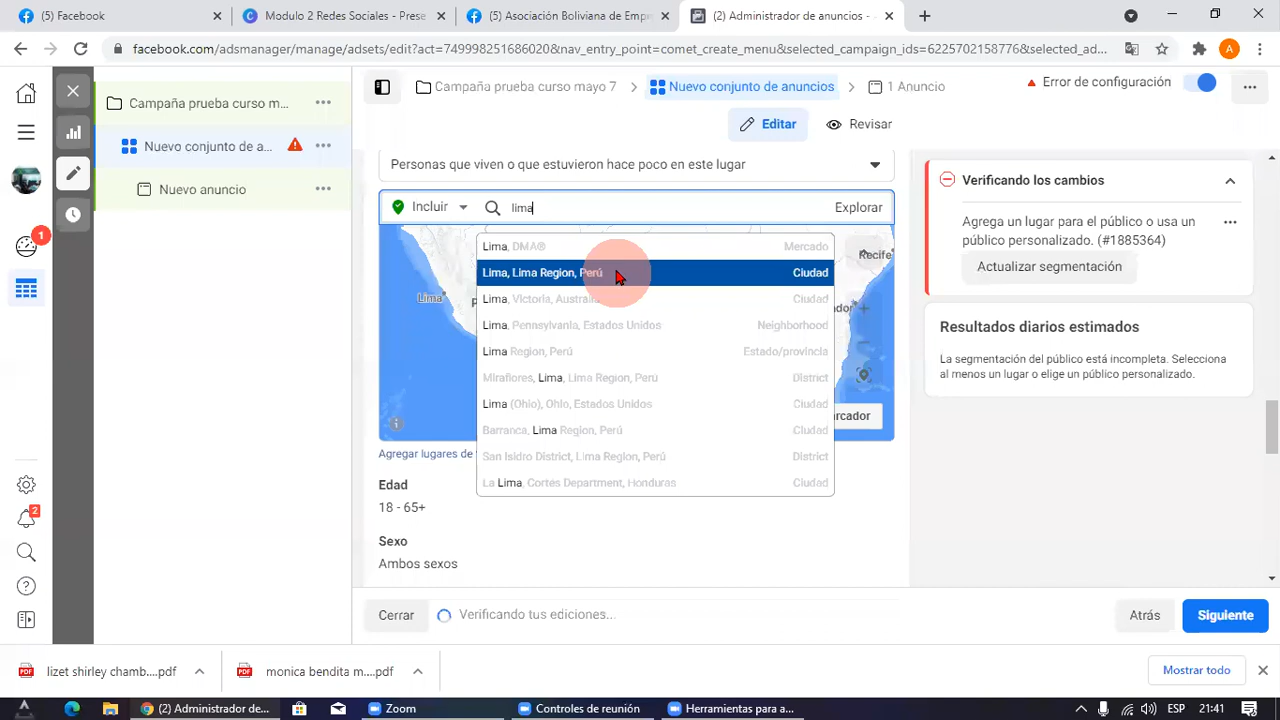 (5) Facebook
Modulo 2 Redes Sociales - Pres
(5) Asociación Boliviana de Emp
(2) Administrador de anuncios -
facebook.com/adsmanager/manage/adsets/edit?act=749998251686020&nav_entry_point=comet_create_menu&selected_campaign_ids=6225702158776&selected_ad...
A
Campaña prueba curso m...
Nuevo conjunto de a...
Nuevo anuncio
1
2
Campaña prueba curso mayo 7
Nuevo conjunto de anuncios
1 Anuncio
Error de configuración
Editar
Revisar
Personas que viven o que estuvieron hace poco en este lugar
Incluir
lima
Explorar
Lima
Recife
Lima, DMA® Mercado
Lima, Lima Region, Perú Ciudad
Lima, Victoria, Australia Ciudad
Lima, Pennsylvania, Estados Unidos Neighborhood
Lima Region, Perú Estado/provincia
Miraflores, Lima, Lima Region, Perú District
Lima (Ohio), Ohio, Estados Unidos Ciudad
Barranca, Lima Region, Perú Ciudad
San Isidro District, Lima Region, Perú District
La Lima, Cortés Department, Honduras Ciudad
Agregar lugares de
Edad
18 - 65+
Sexo
Ambos sexos
Verificando los cambios
Agrega un lugar para el público o usa un
público personalizado. (#1885364)
Actualizar segmentación
Resultados diarios estimados
La segmentación del público está incompleta. Selecciona
al menos un lugar o elige un público personalizado.
Cerrar
Verificando tus ediciones...
Atrás
Siguiente
lizet shirley chamb....pdf
monica bendita m....pdf
Mostrar todo
(2) Administrador de...
Zoom
Controles de reunión
Herramientas para a...
ESP
21:41